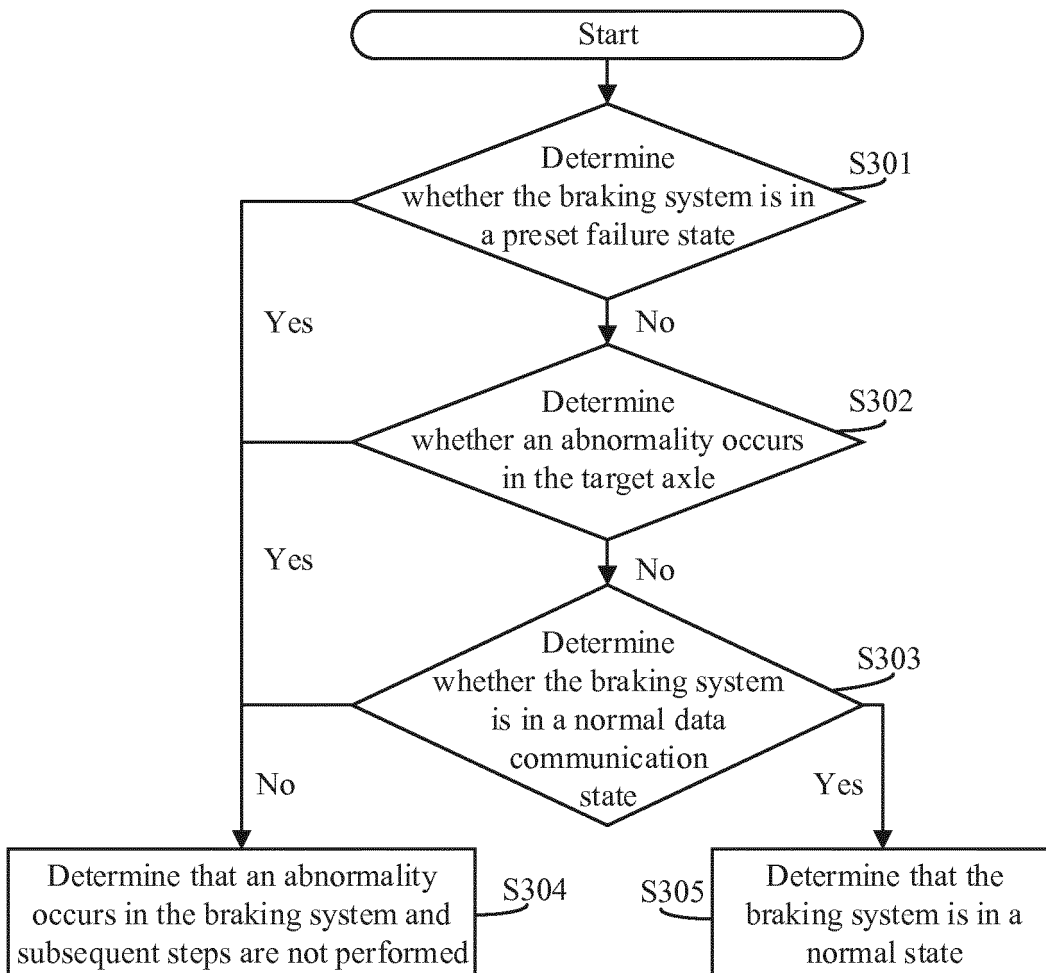 Start
Determine
whether the braking system is in
a preset failure state
S301
Yes
No
Determine
whether an abnormality occurs
in the target axle
S302
Yes
No
Determine
whether the braking system
is in a normal data
communication
state
S303
No
Yes
Determine that an abnormality
occurs in the braking system and
subsequent steps are not performed
S304
S305
Determine that the
braking system is in a
normal state